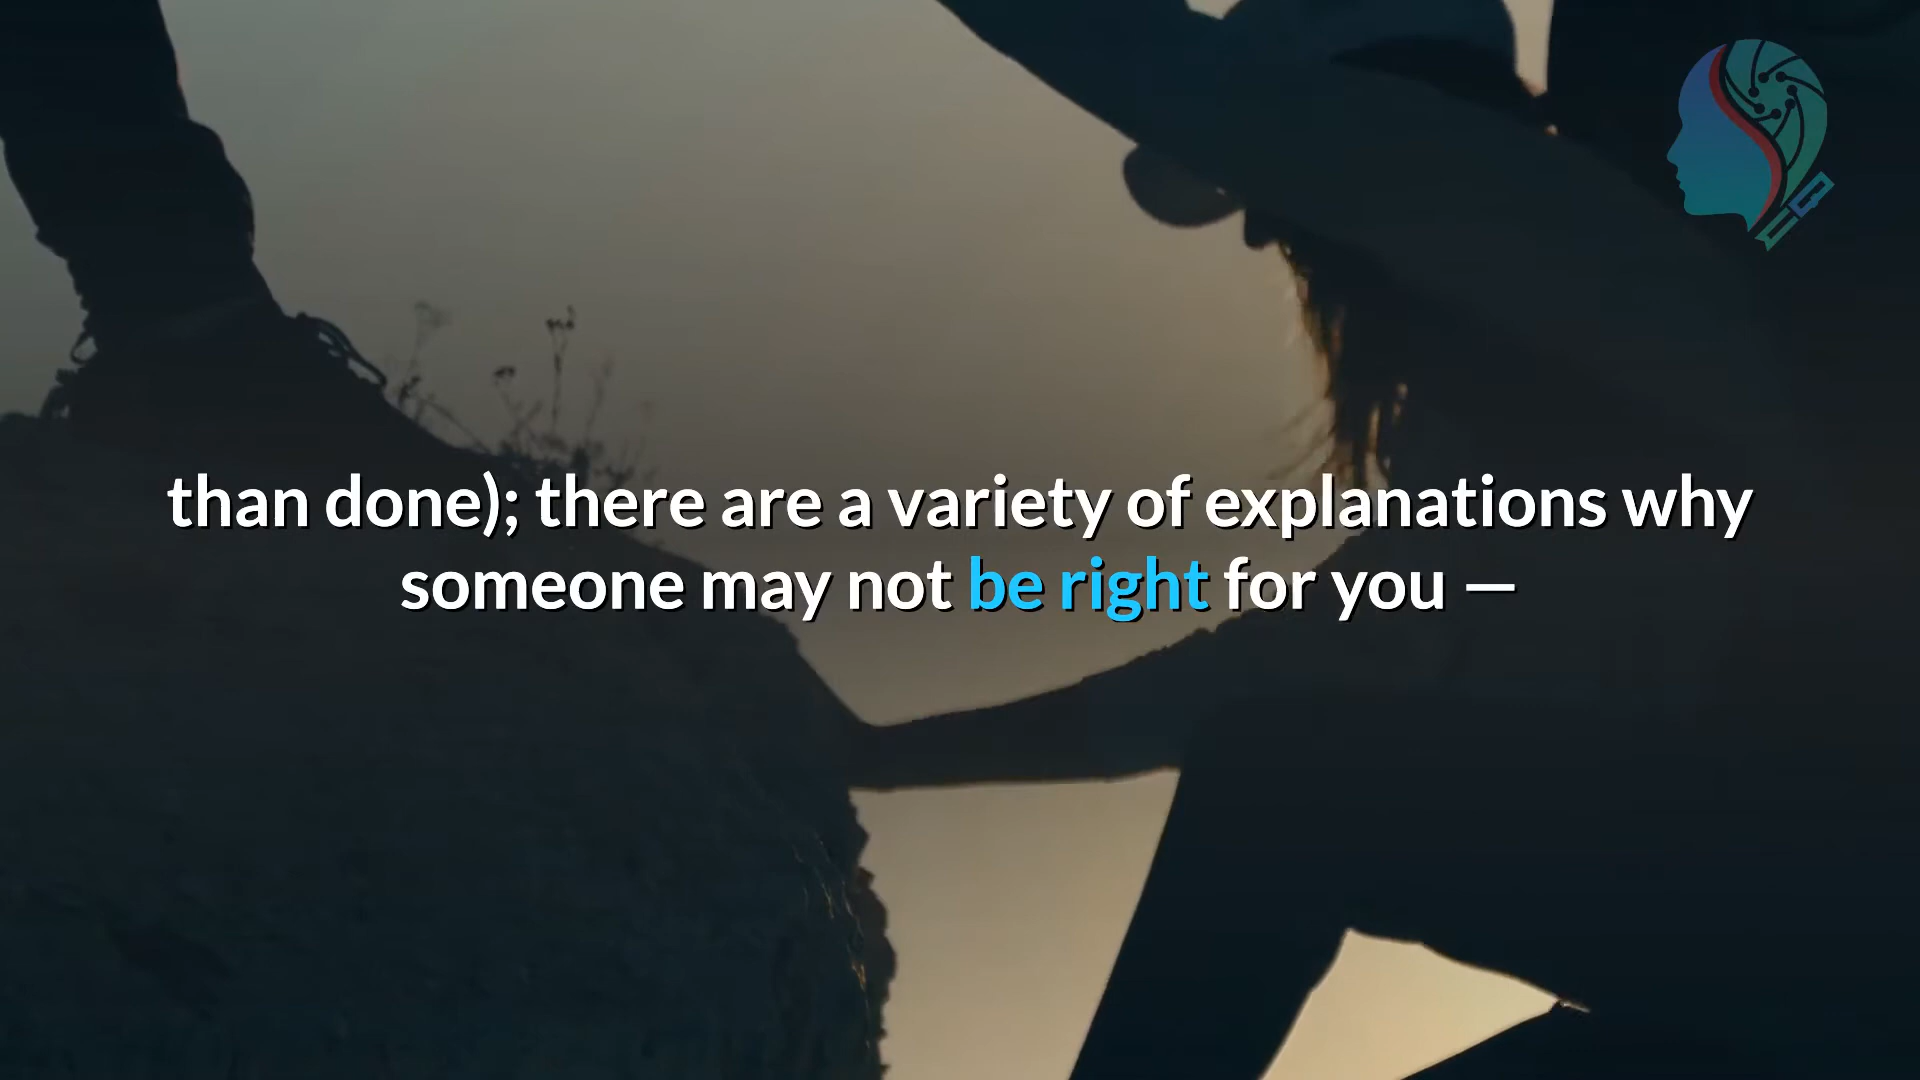 than done); there are a variety of explanations why
someone may not be right for you —